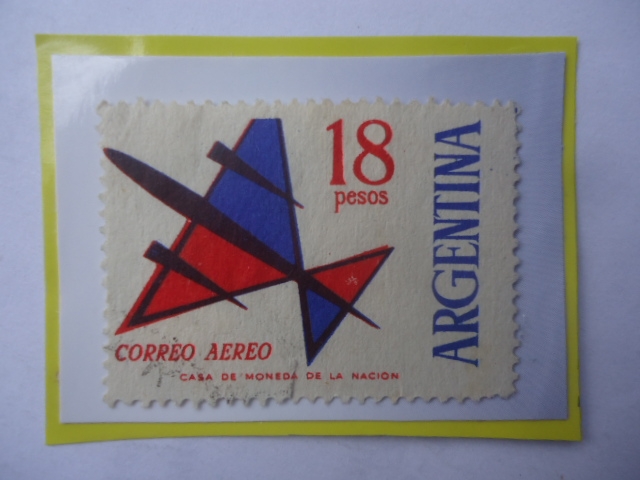 18
pesos
ARGENTINA
CORREO AEREO
CASA DE MONEDA DE LA NACION